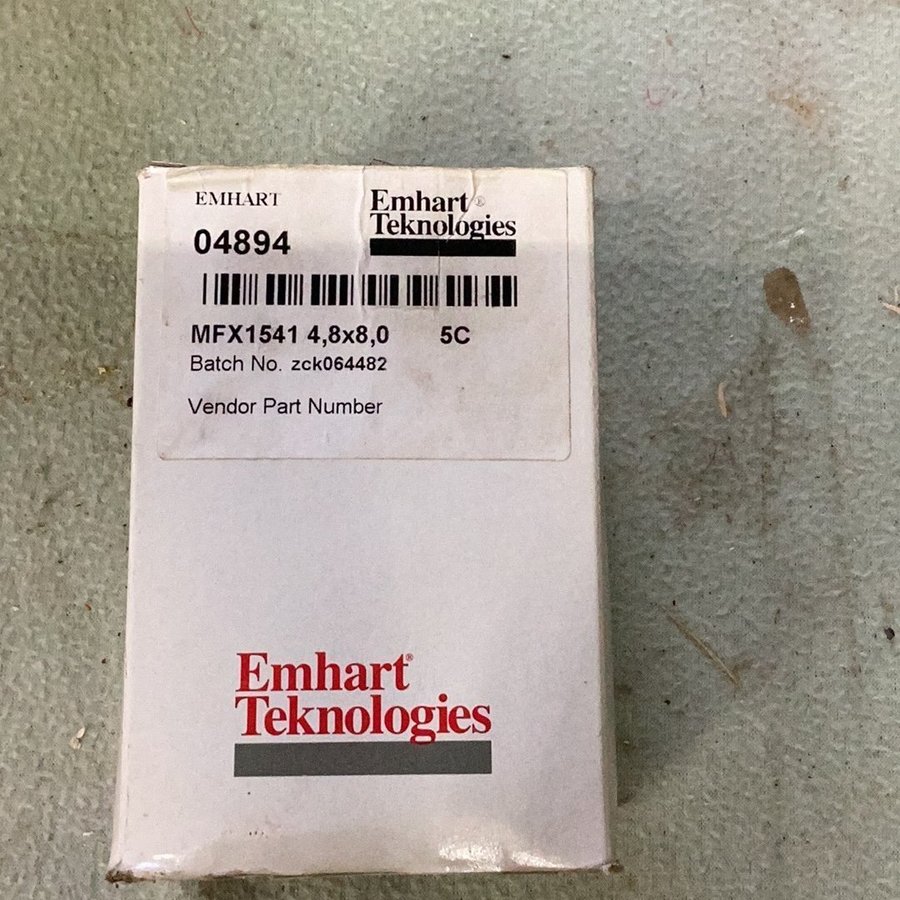 EMHART
Emhart®
Teknologies
04894
MFX1541 4,8x8,0 5C
Batch No. zck064482
Vendor Part Number
Emhart®
Teknologies